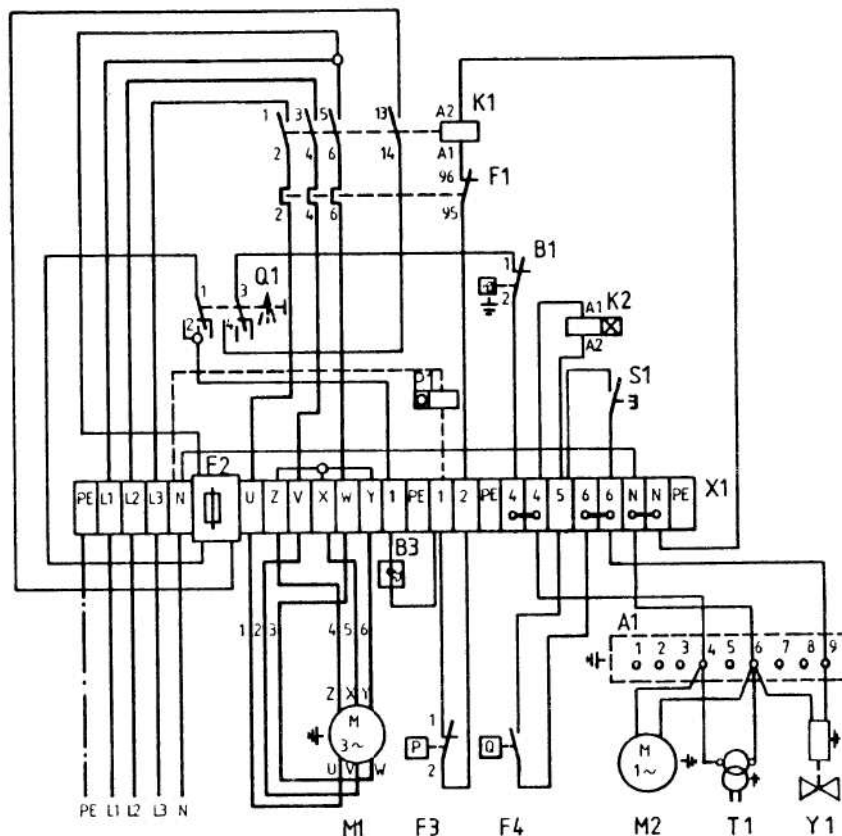 K1
A2
1 3 5 13
2 4 6 14
A1
96
F1
2 4 6
95
B1
1
Q1
1 3
2
2 4
A1
K2
A2
S1
F2
X1
PE L1 L2 L3 N U Z V X W Y 1 PE 1 2 PE 4 4 5 6 6 N N PE
B3
1 2 3 4 5 6
A1
1 2 3 4 5 6 7 8 9
Z X Y
M
3~
U V W
P
1
2
Q
M
1~
PE L1 L2 L3 N
M1 F3 F4 M2 T1 Y1